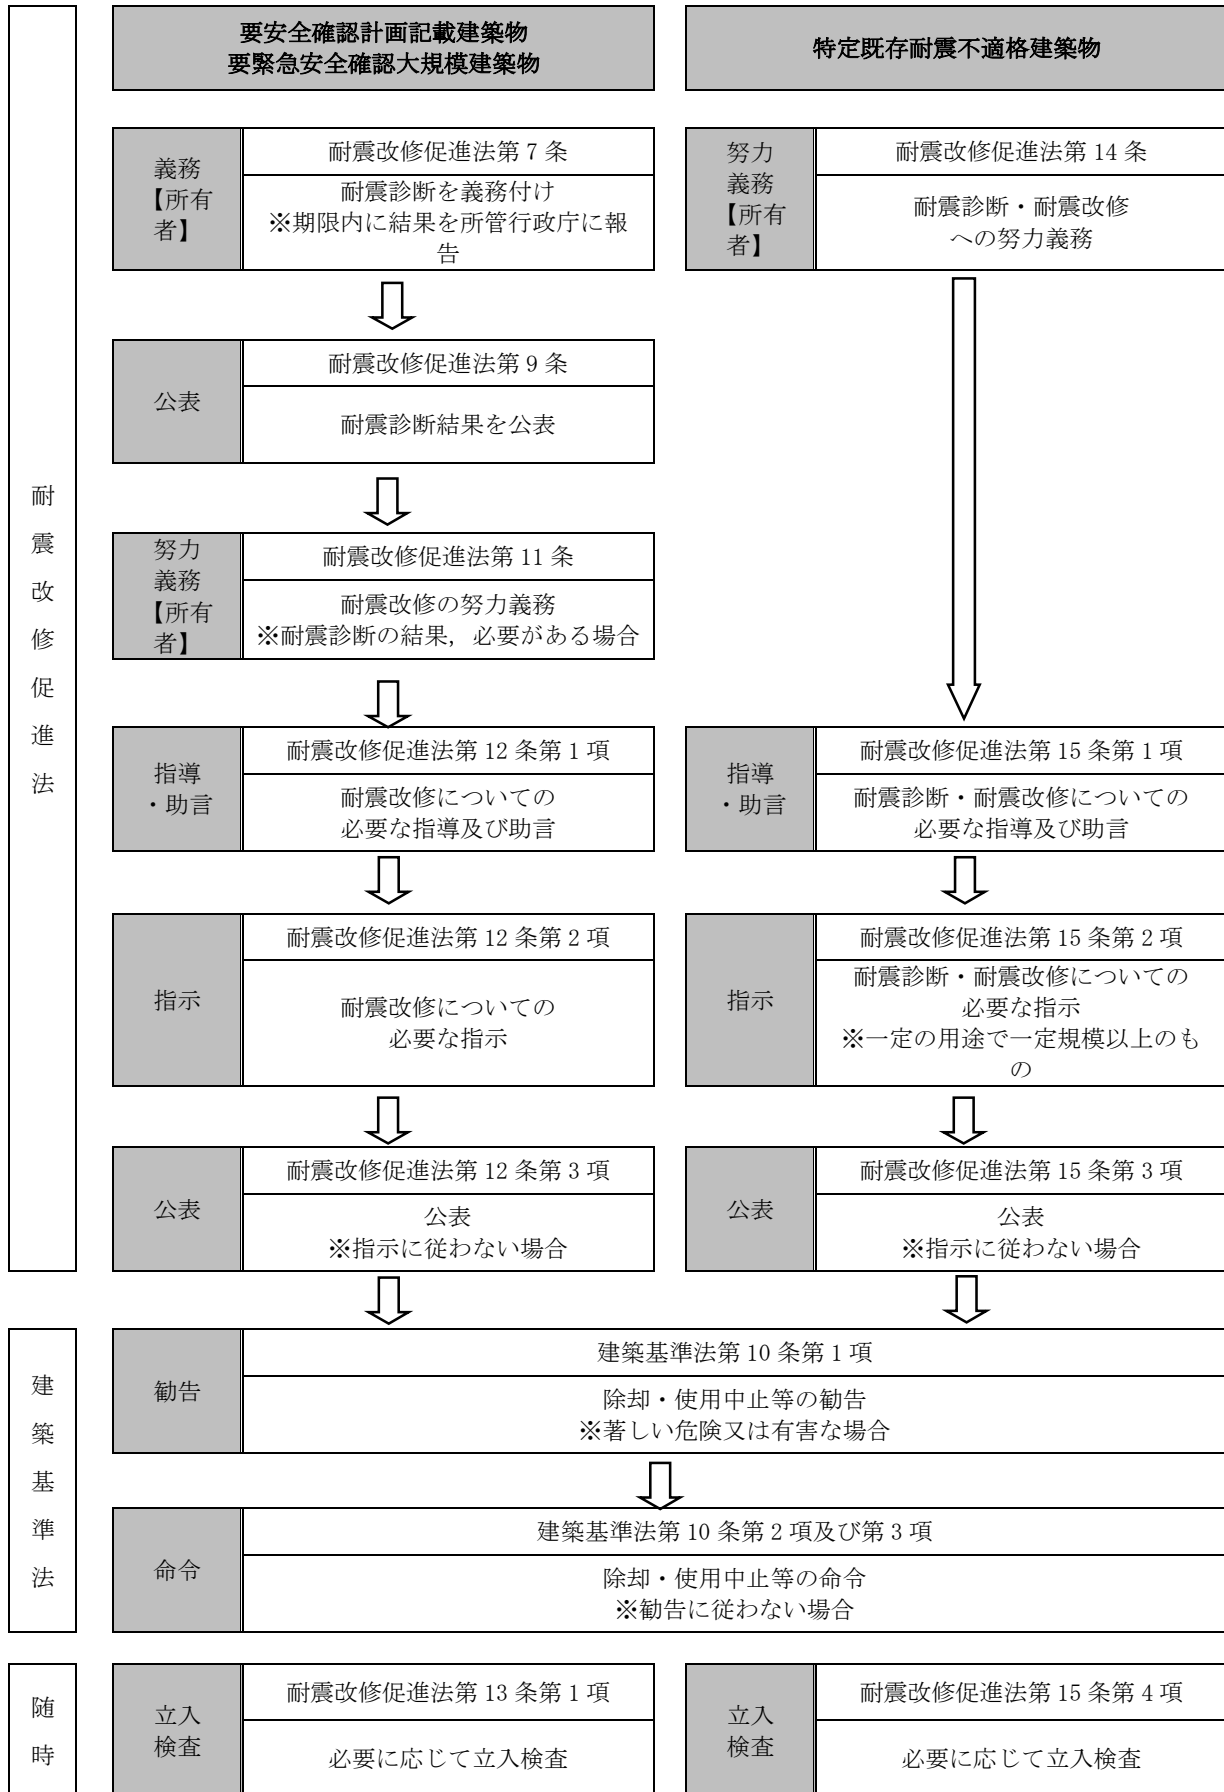 要安全確認計画記載建築物
要緊急安全確認大規模建築物
特定既存耐震不適格建築物
耐震改修促進法
義務
【所有
者】
耐震改修促進法第 7 条
耐震診断を義務付け
※期限内に結果を所管行政庁に報
告
努力
義務
【所有
者】
耐震改修促進法第 14 条
耐震診断・耐震改修
への努力義務
公表
耐震改修促進法第 9 条
耐震診断結果を公表
努力
義務
【所有
者】
耐震改修促進法第 11 条
耐震改修の努力義務
※耐震診断の結果，必要がある場合
指導
・助言
耐震改修促進法第 12 条第 1 項
耐震改修についての
必要な指導及び助言
指導
・助言
耐震改修促進法第 15 条第 1 項
耐震診断・耐震改修についての
必要な指導及び助言
指示
耐震改修促進法第 12 条第 2 項
耐震改修についての
必要な指示
指示
耐震改修促進法第 15 条第 2 項
耐震診断・耐震改修についての
必要な指示
※一定の用途で一定規模以上のも
の
公表
耐震改修促進法第 12 条第 3 項
公表
※指示に従わない場合
公表
耐震改修促進法第 15 条第 3 項
公表
※指示に従わない場合
建築基準法
勧告
建築基準法第 10 条第 1 項
除却・使用中止等の勧告
※著しい危険又は有害な場合
命令
建築基準法第 10 条第 2 項及び第 3 項
除却・使用中止等の命令
※勧告に従わない場合
随時
立入
検査
耐震改修促進法第 13 条第 1 項
必要に応じて立入検査
立入
検査
耐震改修促進法第 15 条第 4 項
必要に応じて立入検査